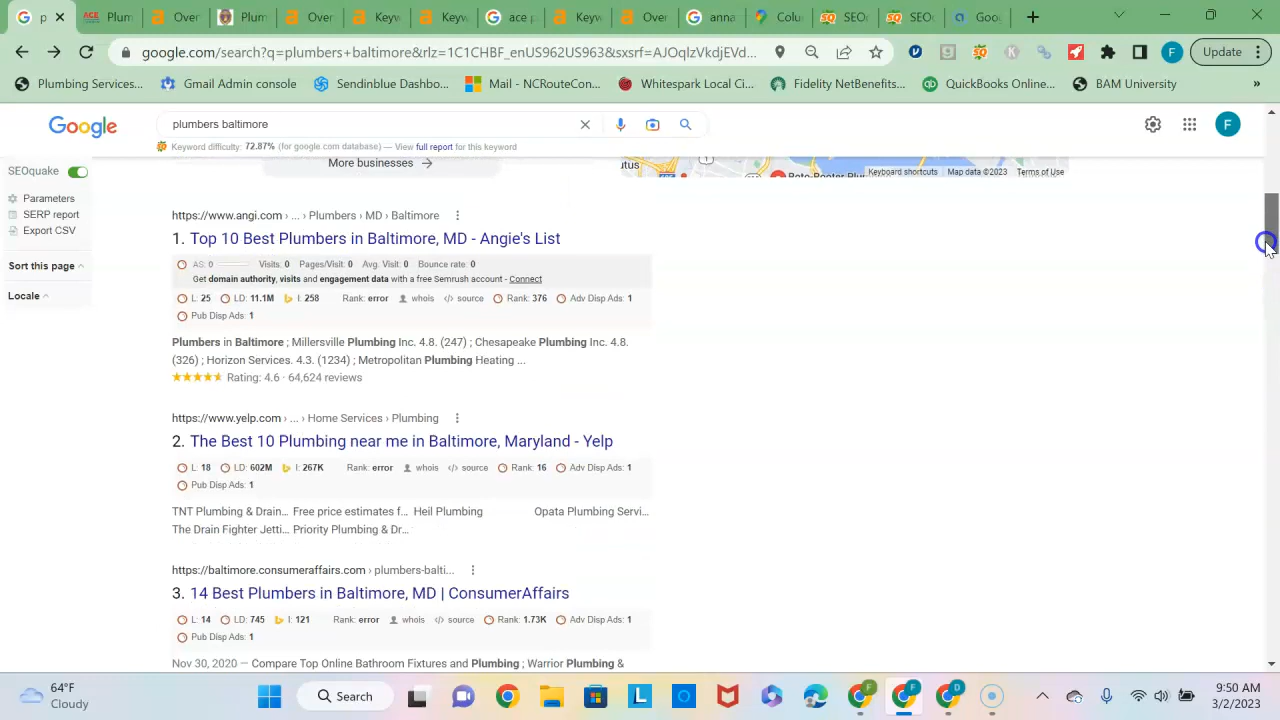 p
ACE
Over
Plum
Over
Keyw
Keyw
ace p
Keyw
Over
anna
Colu
SEO
SEO
Goo
google.com/search?q=plumbers+baltimore&rlz=1C1CHBF_enUS962US963&sxsrf=AJOqlzVkdjEVd...
Update
Plumbing Services...
Gmail Admin console
Sendinblue Dashbo...
Mailmail - NCRouteCon...
Whitespark Local Ci...
Fidelity NetBenefits...
QuickBooks Online...
BAM University
Google
plumbers baltimore
F
Keyword difficulty: 72.87% (for google.com database) — View full report for this keyword
SEOquake
Parameters
SERP report
Export CSV
Sort this page
Locale
More businesses
utus
Roto-Rooter Plu
Keyboard shortcuts Map data ©2023 Terms of Use
https://www.angi.com › ... › Plumbers › MD › Baltimore
1. Top 10 Best Plumbers in Baltimore, MD - Angie's List
AS: 0 Visits: 0 Pages/Visit: 0 Avg. Visit: 0 Bounce rate: 0
Get domain authority, visits and engagement data with a free Semrush account - Connect
L: 25 LD: 11.1M I: 258 Rank: error whois </> source Rank: 376 Adv Disp Ads: 1
Pub Disp Ads: 1
Plumbers in Baltimore ; Millersville Plumbing Inc. 4.8. (247) ; Chesapeake Plumbing Inc. 4.8.
(326) ; Horizon Services. 4.3. (1234) ; Metropolitan Plumbing Heating ...
Rating: 4.6 · 64,624 reviews
https://www.yelp.com › ... › Home Services › Plumbing
2. The Best 10 Plumbing near me in Baltimore, Maryland - Yelp
L: 18 LD: 602M I: 267K Rank: error whois </> source Rank: 16 Adv Disp Ads: 1
Pub Disp Ads: 1
TNT Plumbing & Drain... Free price estimates f... Heil Plumbing Opata Plumbing Servi...
The Drain Fighter Jetti... Priority Plumbing & Dr...
https://baltimore.consumeraffairs.com › plumbers-balti...
3. 14 Best Plumbers in Baltimore, MD | ConsumerAffairs
L: 14 LD: 745 I: 121 Rank: error whois </> source Rank: 1.73K Adv Disp Ads: 1
Pub Disp Ads: 1
Nov 30, 2020 — Compare Top Online Bathroom Fixtures and Plumbing ; Warrior Plumbing &
64°F
Cloudy
Search
9:50 AM
3/2/2023